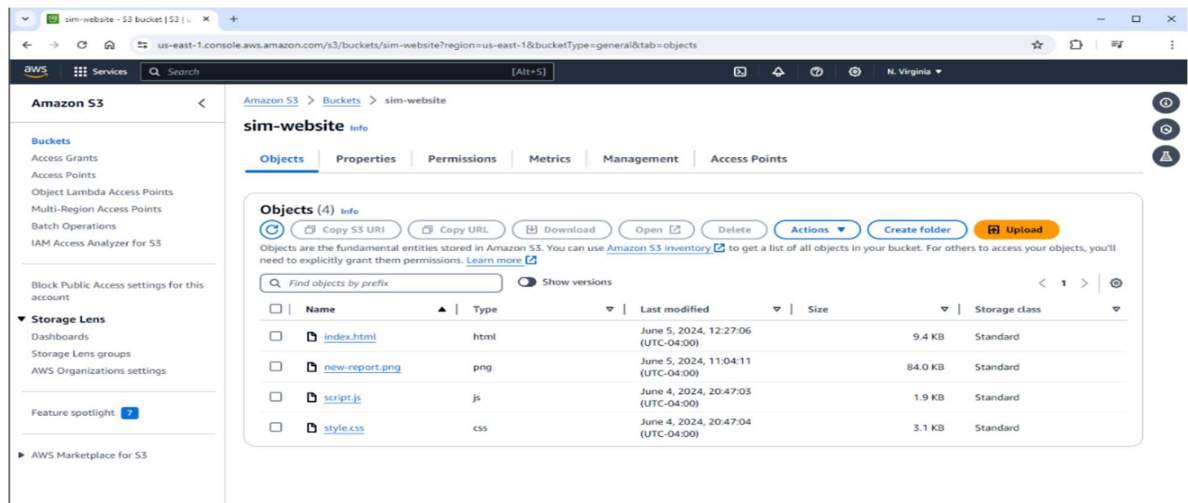 sim-website - S3 bucket | S3 | u
us-east-1.console.aws.amazon.com/s3/buckets/sim-website?region=us-east-1&bucketType=general&tab=objects
aws Services Search [Alt+S] N. Virginia
Amazon S3
Buckets
Access Grants
Access Points
Object Lambda Access Points
Multi-Region Access Points
Batch Operations
IAM Access Analyzer for S3
Block Public Access settings for this
account
Storage Lens
Dashboards
Storage Lens groups
AWS Organizations settings
Feature spotlight 7
AWS Marketplace for S3
Amazon S3 > Buckets > sim-website
sim-website Info
Objects Properties Permissions Metrics Management Access Points
Objects (4) Info
Copy S3 URI Copy URL Download Open Delete Actions Create folder Upload
Objects are the fundamental entities stored in Amazon S3. You can use Amazon S3 inventory to get a list of all objects in your bucket. For others to access your objects, you'll
need to explicitly grant them permissions. Learn more
Find objects by prefix Show versions < 1 >
Name Type Last modified Size Storage class
index.html html June 5, 2024, 12:27:06 (UTC-04:00) 9.4 KB Standard
new-report.png png June 5, 2024, 11:04:11 (UTC-04:00) 84.0 KB Standard
script.js js June 4, 2024, 20:47:03 (UTC-04:00) 1.9 KB Standard
style.css css June 4, 2024, 20:47:04 (UTC-04:00) 3.1 KB Standard